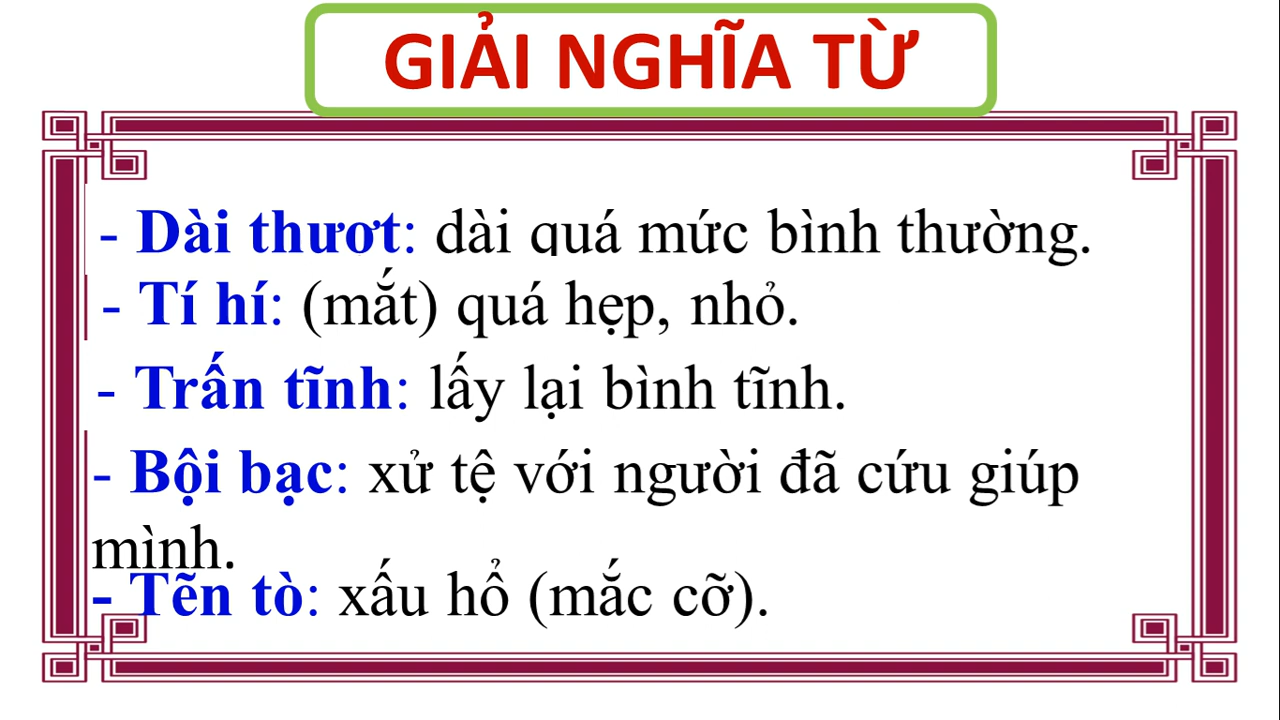 GIẢI NGHĨA TỪ
- Dài thượt: dài quá mức bình thường.
- Tí hí: (mắt) quá hẹp, nhỏ.
- Trấn tĩnh: lấy lại bình tĩnh.
- Bội bạc: xử tệ với người đã cứu giúp
mình.
- Tẽn tò: xấu hổ (mắc cỡ).